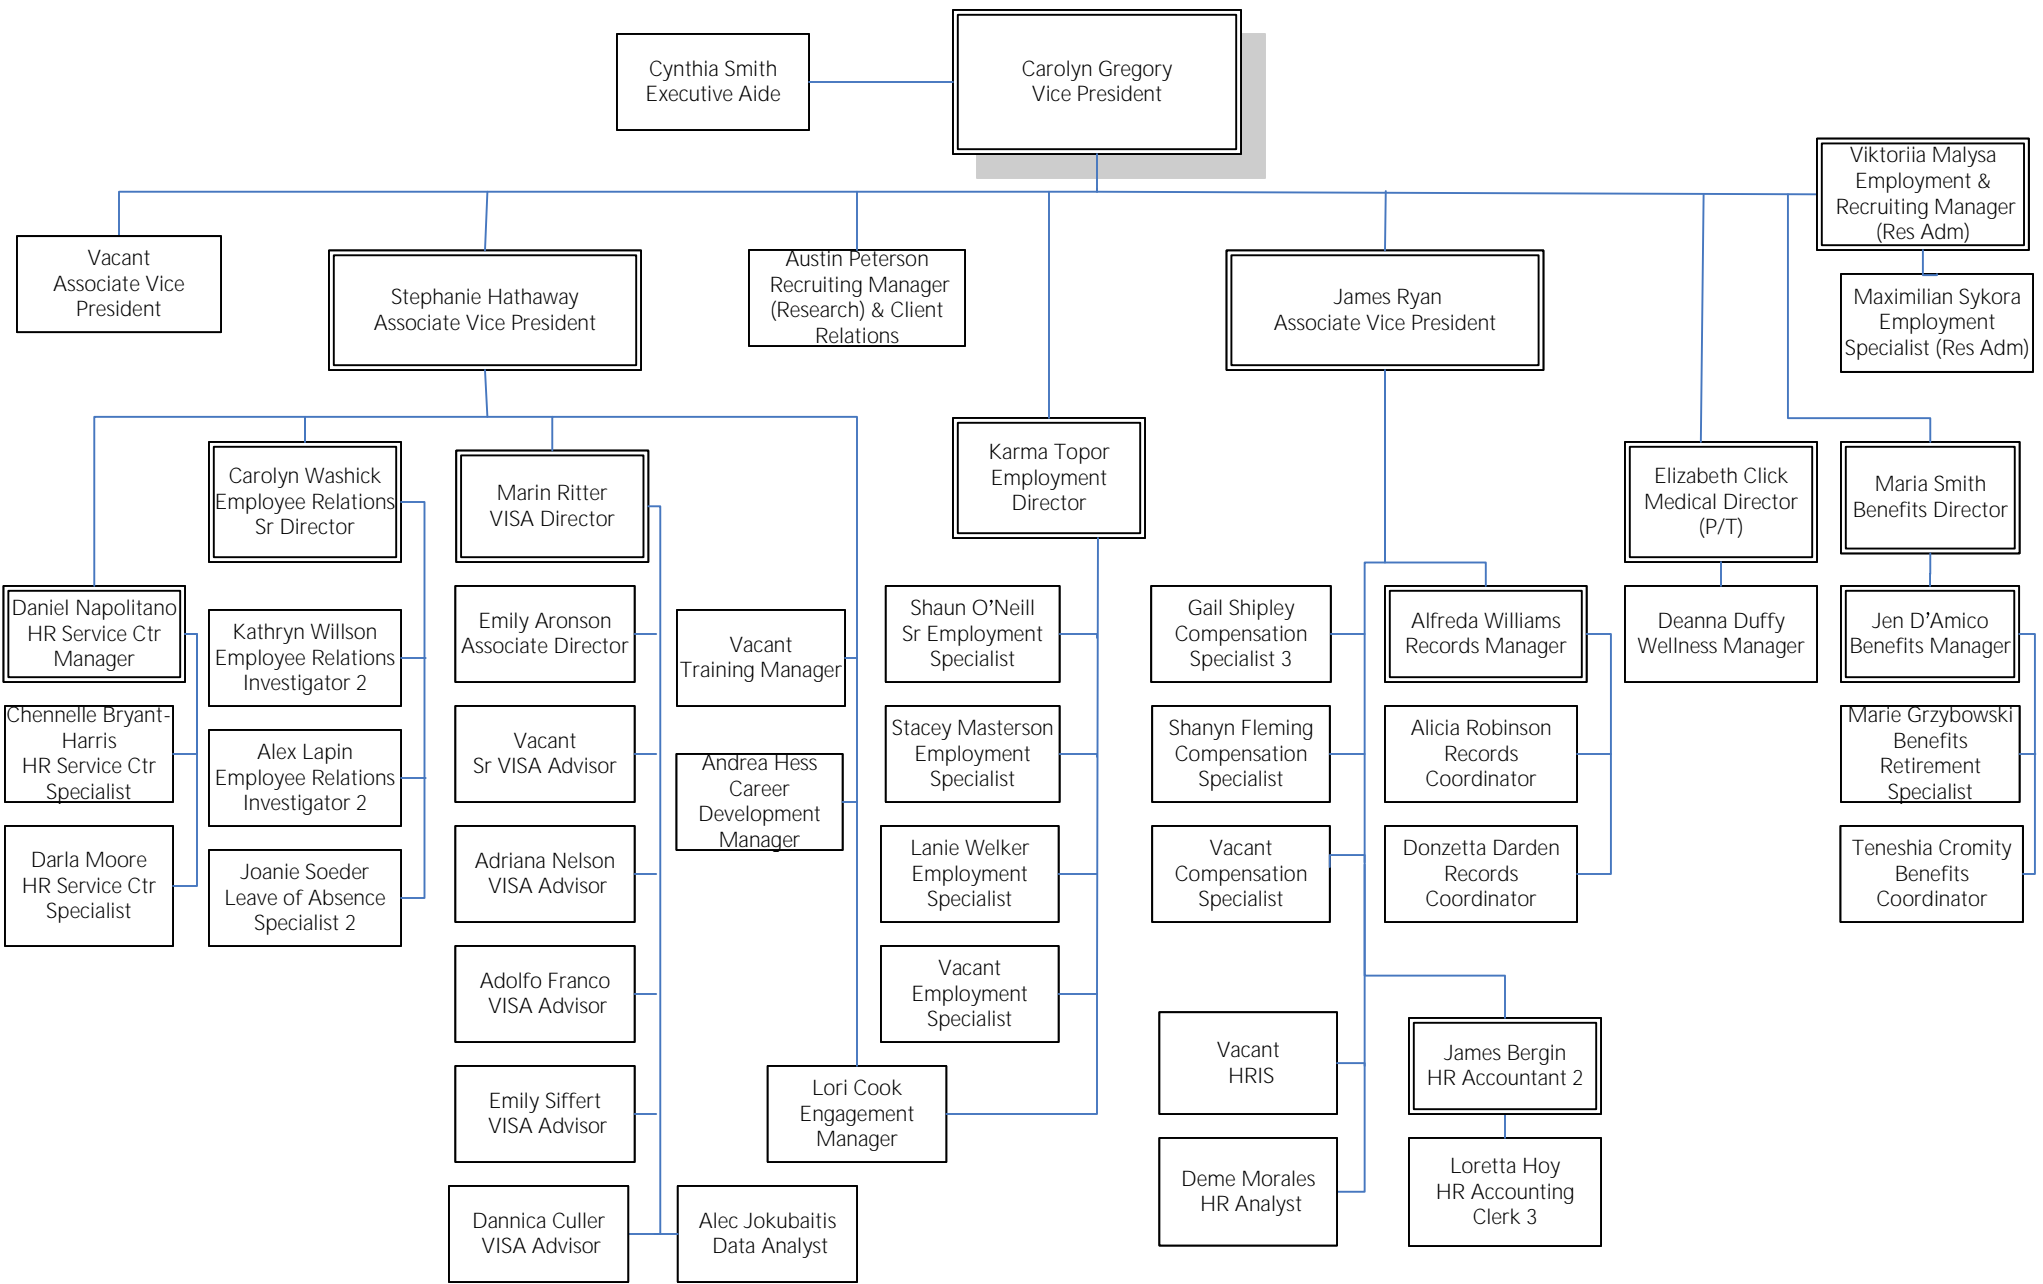 Cynthia Smith
Executive Aide
Carolyn Gregory
Vice President
Viktoriia Malysa
Employment &
Recruiting Manager
(Res Adm)
Maximilian Sykora
Employment
Specialist (Res Adm)
Vacant
Associate Vice
President
Stephanie Hathaway
Associate Vice President
Austin Peterson
Recruiting Manager
(Research) & Client
Relations
James Ryan
Associate Vice President
Carolyn Washick
Employee Relations
Sr Director
Marin Ritter
VISA Director
Karma Topor
Employment
Director
Elizabeth Click
Medical Director
(P/T)
Maria Smith
Benefits Director
Daniel Napolitano
HR Service Ctr
Manager
Chennelle Bryant-
Harris
HR Service Ctr
Specialist
Darla Moore
HR Service Ctr
Specialist
Kathryn Willson
Employee Relations
Investigator 2
Alex Lapin
Employee Relations
Investigator 2
Joanie Soeder
Leave of Absence
Specialist 2
Emily Aronson
Associate Director
Vacant
Sr VISA Advisor
Adriana Nelson
VISA Advisor
Adolfo Franco
VISA Advisor
Emily Siffert
VISA Advisor
Dannica Culler
VISA Advisor
Alec Jokubaitis
Data Analyst
Vacant
Training Manager
Andrea Hess
Career
Development
Manager
Lori Cook
Engagement
Manager
Shaun O’Neill
Sr Employment
Specialist
Stacey Masterson
Employment
Specialist
Lanie Welker
Employment
Specialist
Vacant
Employment
Specialist
Gail Shipley
Compensation
Specialist 3
Shanyn Fleming
Compensation
Specialist
Vacant
Compensation
Specialist
Vacant
HRIS
Deme Morales
HR Analyst
Alfreda Williams
Records Manager
Alicia Robinson
Records
Coordinator
Donzetta Darden
Records
Coordinator
James Bergin
HR Accountant 2
Loretta Hoy
HR Accounting
Clerk 3
Deanna Duffy
Wellness Manager
Jen D’Amico
Benefits Manager
Marie Grzybowski
Benefits
Retirement
Specialist
Teneshia Cromity
Benefits
Coordinator